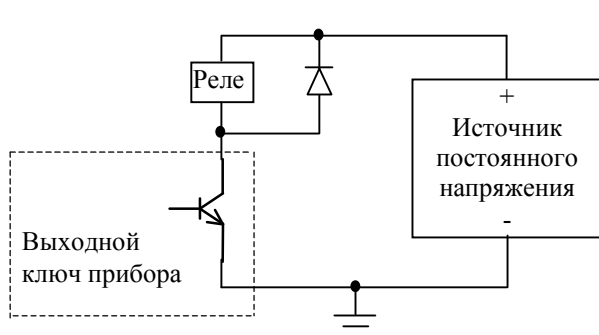 Реле
+
Источник
постоянного
напряжения
-
Выходной
ключ прибора